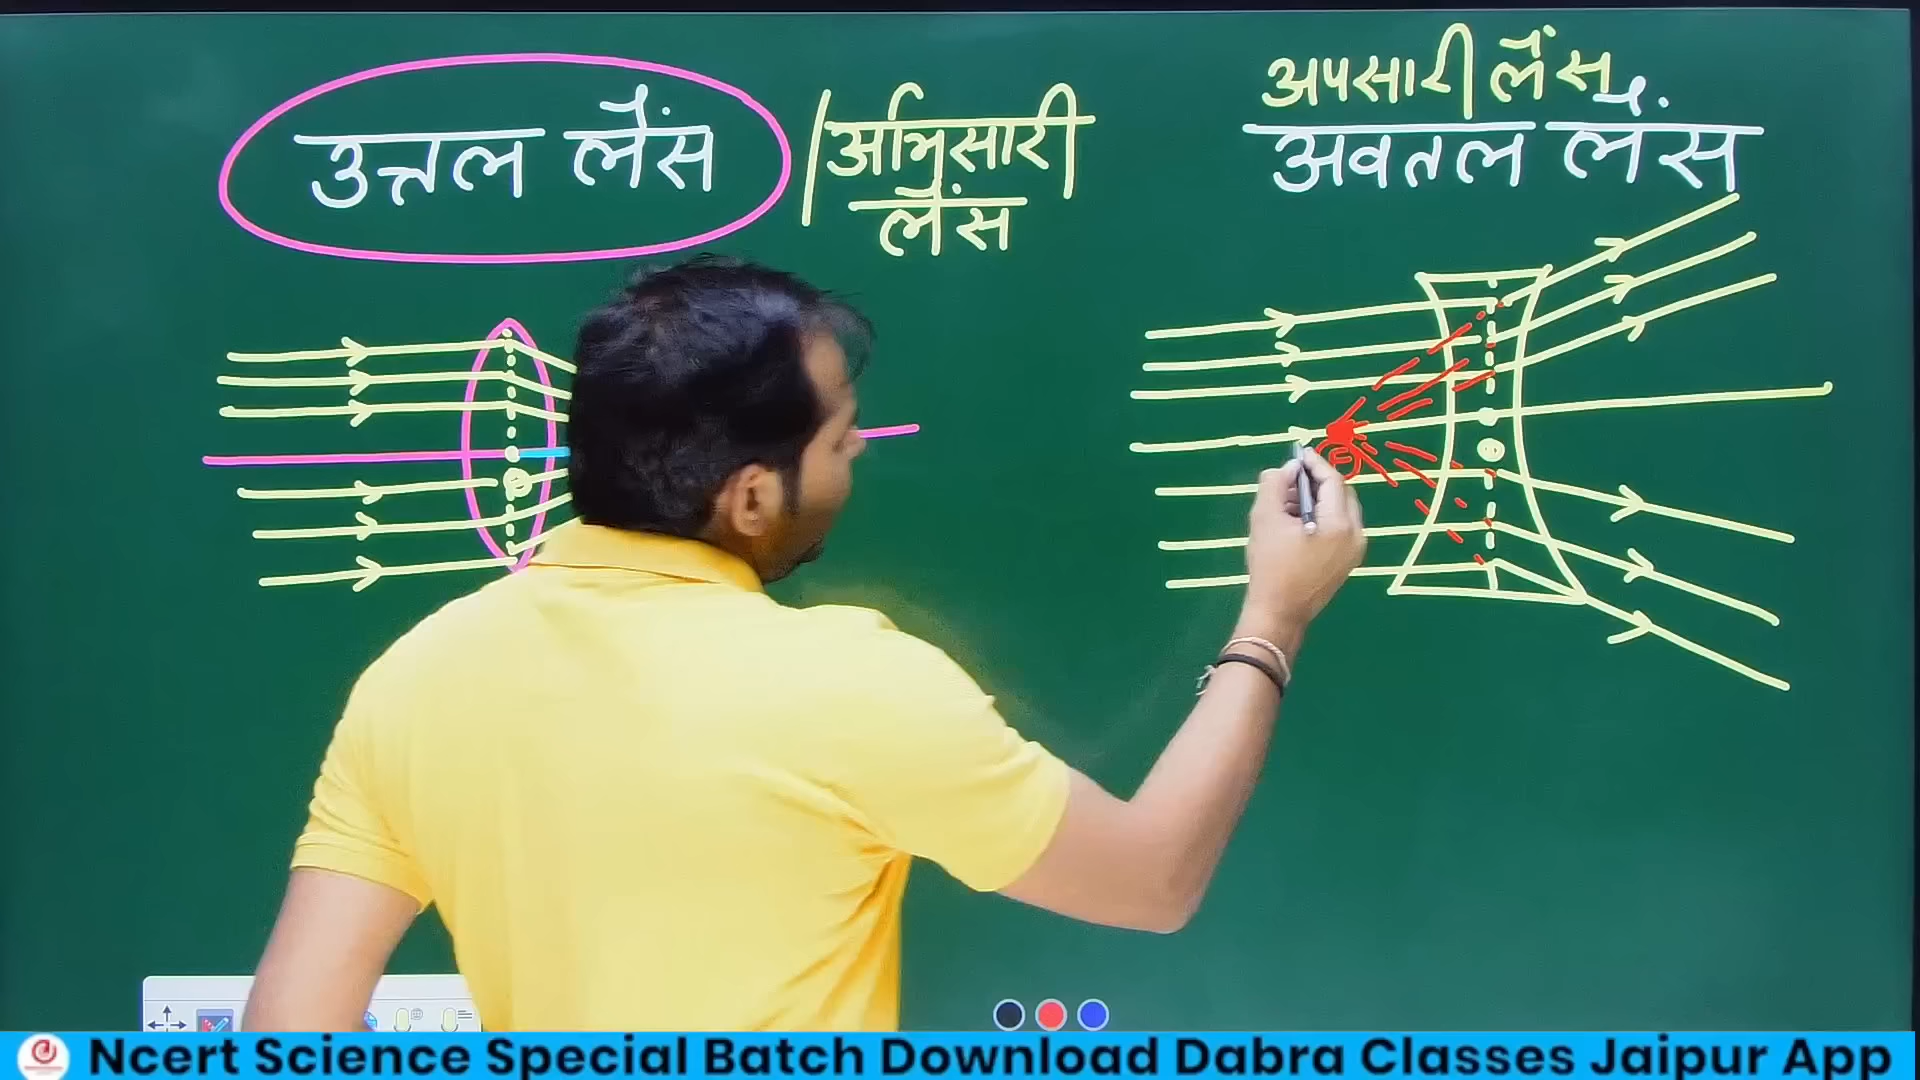 उत्तल लेंस
/अभिसारी
लेंस
अपसारी लेंस
अवतल लेंस
Ncert Science Special Batch Download Dabra Classes Jaipur App